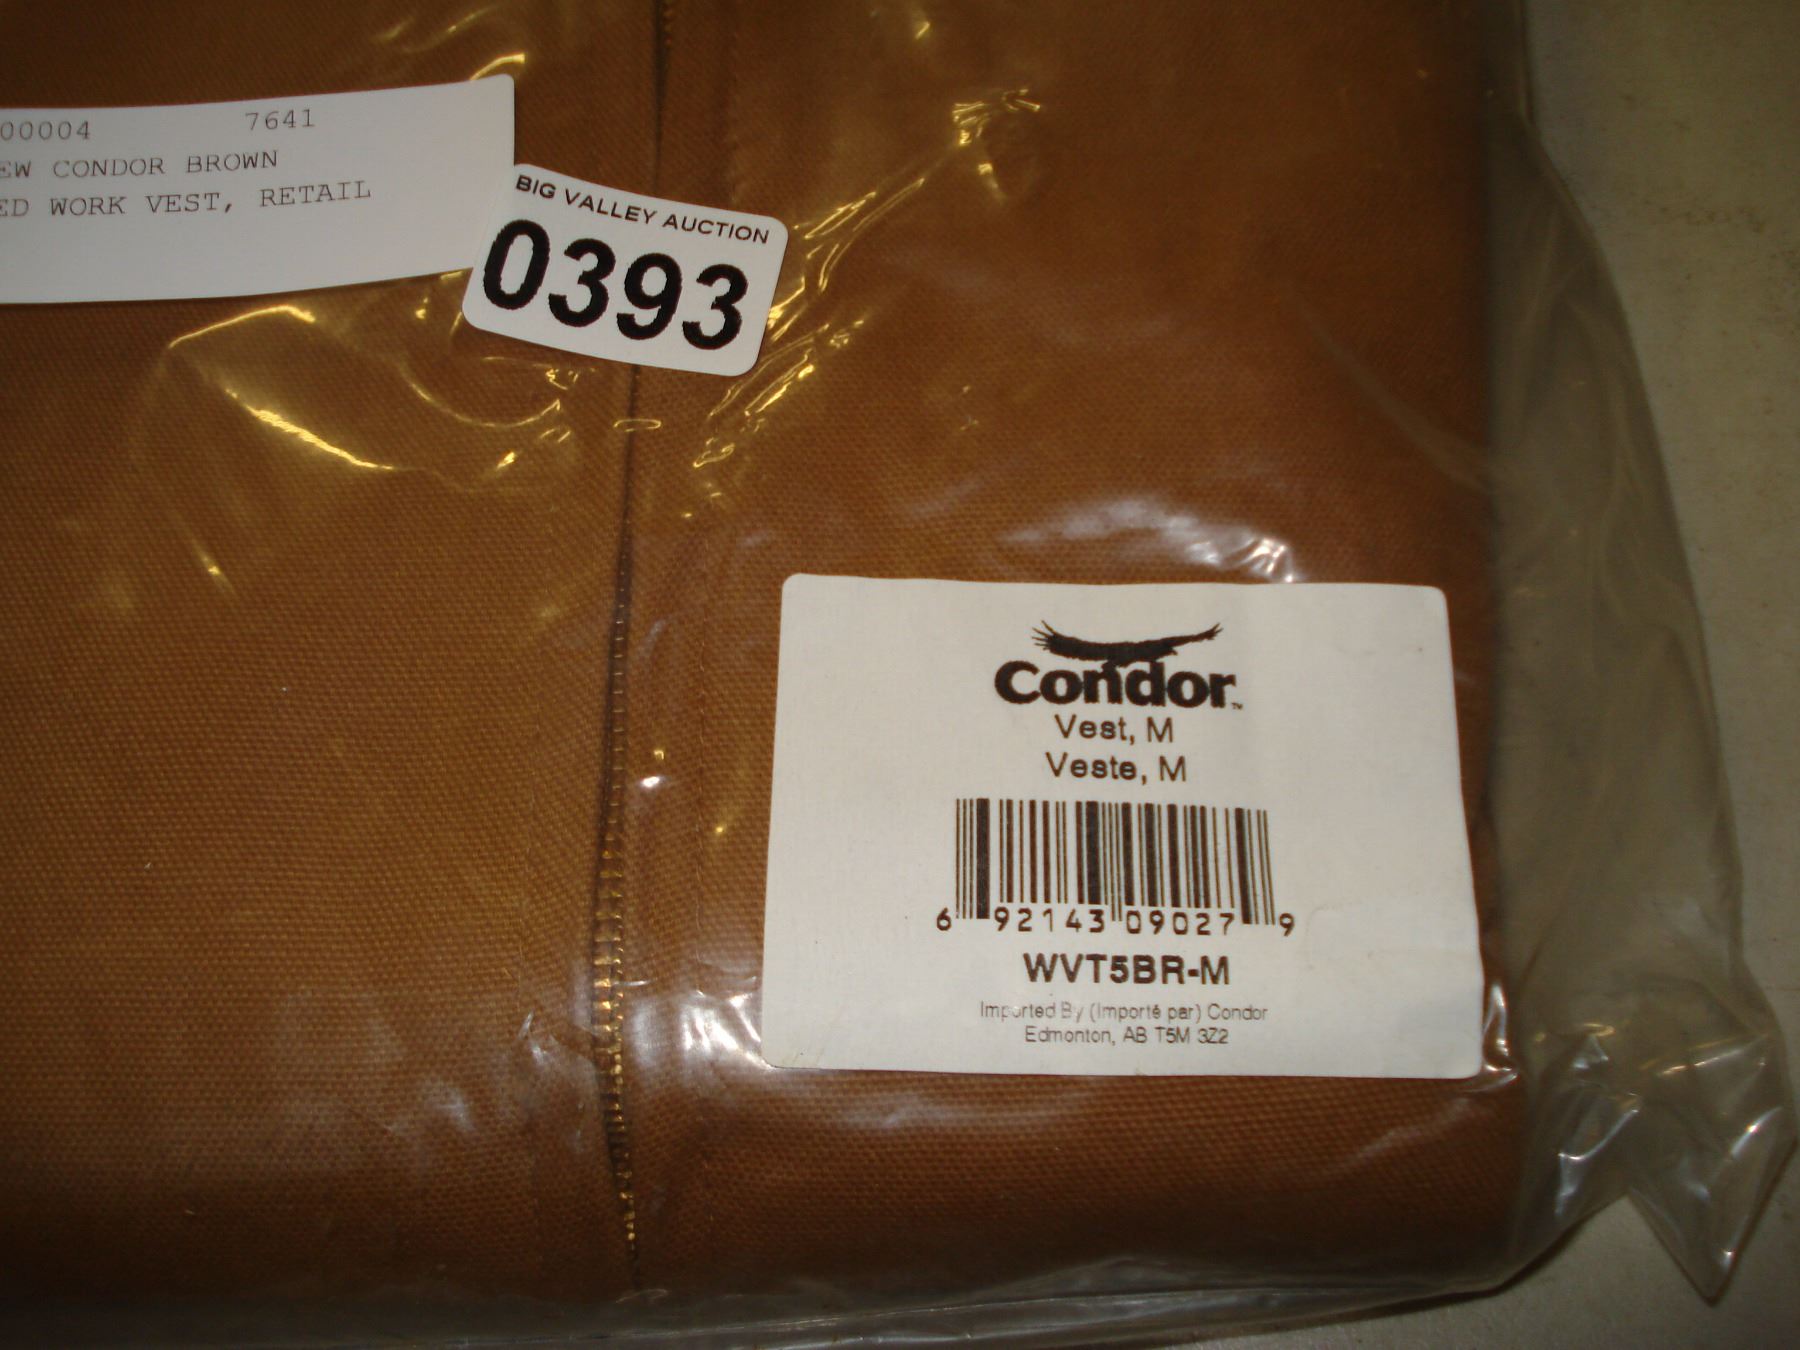 00004 7641
EW CONDOR BROWN
ED WORK VEST, RETAIL
BIG VALLEY AUCTION
0393
Condor™
Vest, M
Veste, M
6 92143 09027 9
WVT5BR-M
Imported By (Importé par) Condor
Edmonton, AB T5M 3Z2